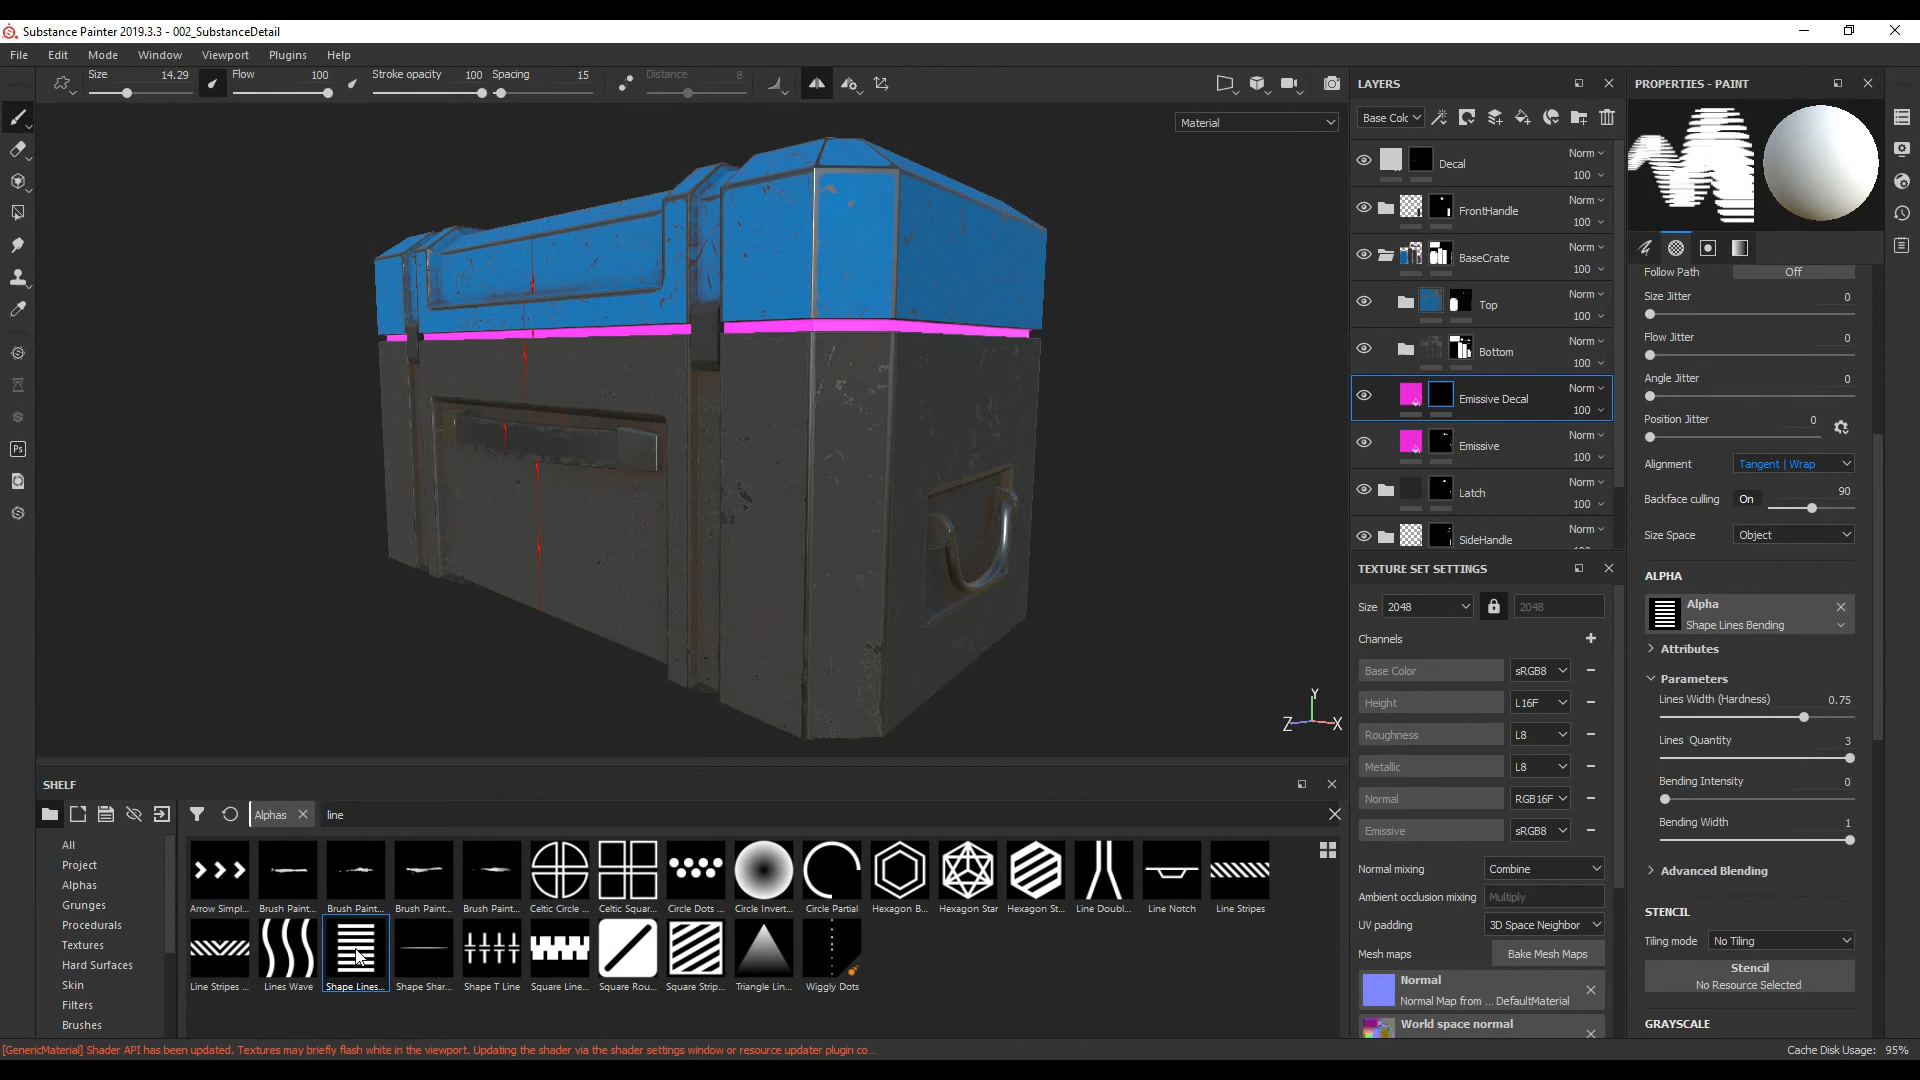 Substance Painter 2019.3.3 - 002_SubstanceDetail
File Edit Mode Window Viewport Plugins Help
Size 14.29 Flow 100 Stroke opacity 100 Spacing 15 Distance 8
Material
LAYERS
Base Colc
Decal Norm 100
FrontHandle Norm 100
BaseCrate Norm 100
Top Norm 100
Bottom Norm 100
Emissive Decal Norm 100
Emissive Norm 100
Latch Norm 100
SideHandle Norm
TEXTURE SET SETTINGS
Size 2048 2048
Channels
Base Color sRGB8
Height L16F
Roughness L8
Metallic L8
Normal RGB16F
Emissive sRGB8
Normal mixing Combine
Ambient occlusion mixing Multiply
UV padding 3D Space Neighbor
Mesh maps Bake Mesh Maps
Normal
Normal Map from ... DefaultMaterial
World space normal
PROPERTIES - PAINT
Follow Path Off
Size Jitter 0
Flow Jitter 0
Angle Jitter 0
Position Jitter 0
Alignment Tangent | Wrap
Backface culling On 90
Size Space Object
ALPHA
Alpha
Shape Lines Bending
Attributes
Parameters
Lines Width (Hardness) 0.75
Lines Quantity 3
Bending Intensity 0
Bending Width 1
Advanced Blending
STENCIL
Tiling mode No Tiling
Stencil
No Resource Selected
GRAYSCALE
Y
Z X
SHELF
Alphas line
All
Project
Alphas
Grunges
Procedurals
Textures
Hard Surfaces
Skin
Filters
Brushes
Arrow Simpl... Brush Paint... Brush Paint... Brush Paint... Brush Paint... Celtic Circle ... Celtic Squar... Circle Dots ... Circle Invert... Circle Partial Hexagon B... Hexagon Star Hexagon St... Line Doubl... Line Notch Line Stripes
Line Stripes ... Lines Wave Shape Lines... Shape Shar... Shape T Line Square Line... Square Rou... Square Strip... Triangle Lin... Wiggly Dots
Ps
[GenericMaterial] Shader API has been updated. Textures may briefly flash white in the viewport. Updating the shader via the shader settings window or resource updater plugin co...
Cache Disk Usage: 95%